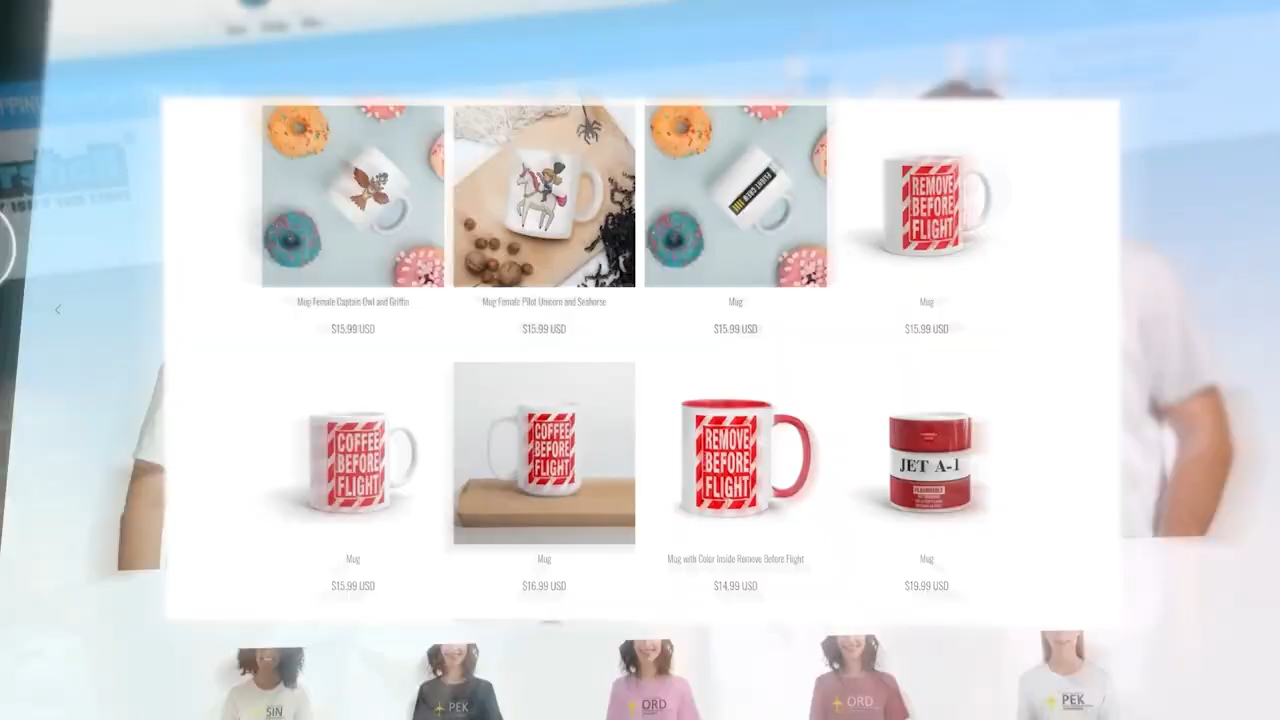 FLIGHT CREW
REMOVE
BEFORE
FLIGHT
Mug Female Captain Owl and Griffin
Mug Female Pilot Unicorn and Seahorse
Mug
Mug
$15.99 USD
$15.99 USD
$15.99 USD
$15.99 USD
COFFEE
BEFORE
FLIGHT
COFFEE
BEFORE
FLIGHT
REMOVE
BEFORE
FLIGHT
JET A-1
FLAMMABLE
Mug
Mug
Mug with Color Inside Remove Before Flight
Mug
$15.99 USD
$16.99 USD
$14.99 USD
$19.99 USD
SIN
PEK
ORD
ORD
PEK